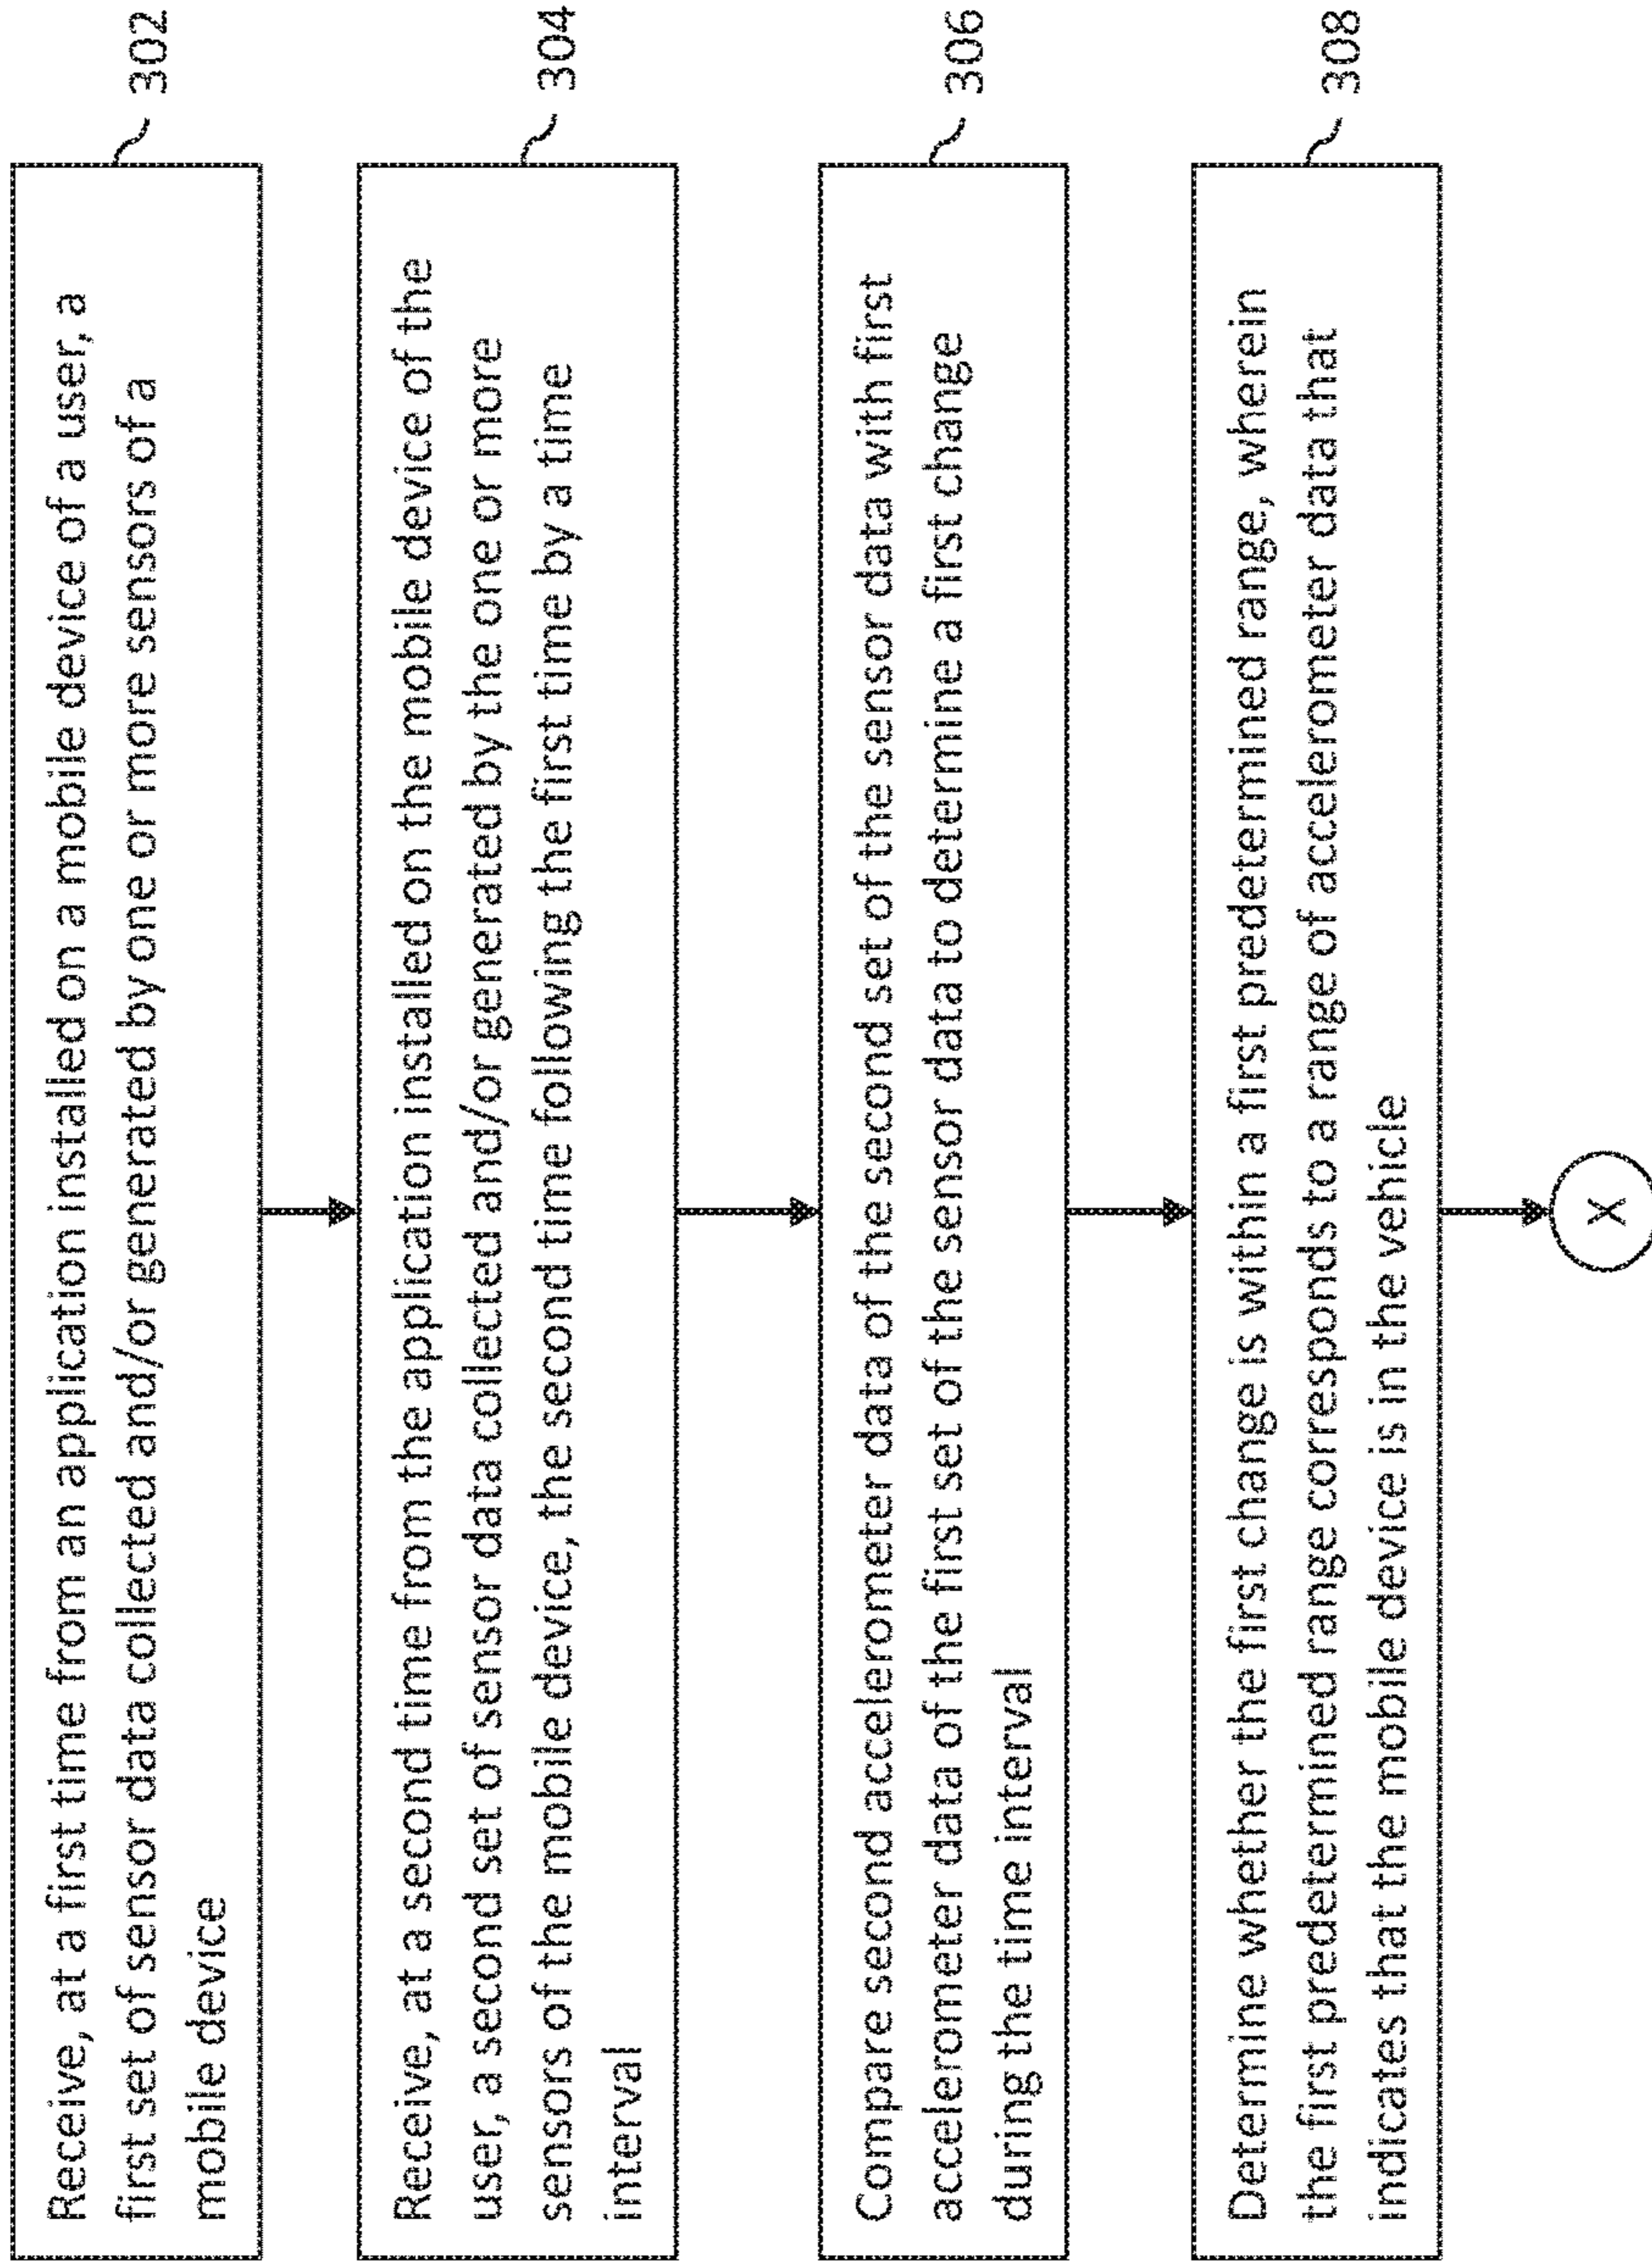 Receive, at a first time from an application installed on a mobile device of a user, a
first set of sensor data collected and/or generated by one or more sensors of a
mobile device
302
Receive, at a second time from the application installed on the mobile device of the
user, a second set of sensor data collected and/or generated by the one or more
sensors of the mobile device, the second time following the first time by a time
interval
304
Compare second accelerometer data of the second set of the sensor data with first
accelerometer data of the first set of the sensor data to determine a first change
during the time interval
306
Determine whether the first change is within a first predetermined range, wherein
the first predetermined range corresponds to a range of accelerometer data that
indicates that the mobile device is in the vehicle
308
X